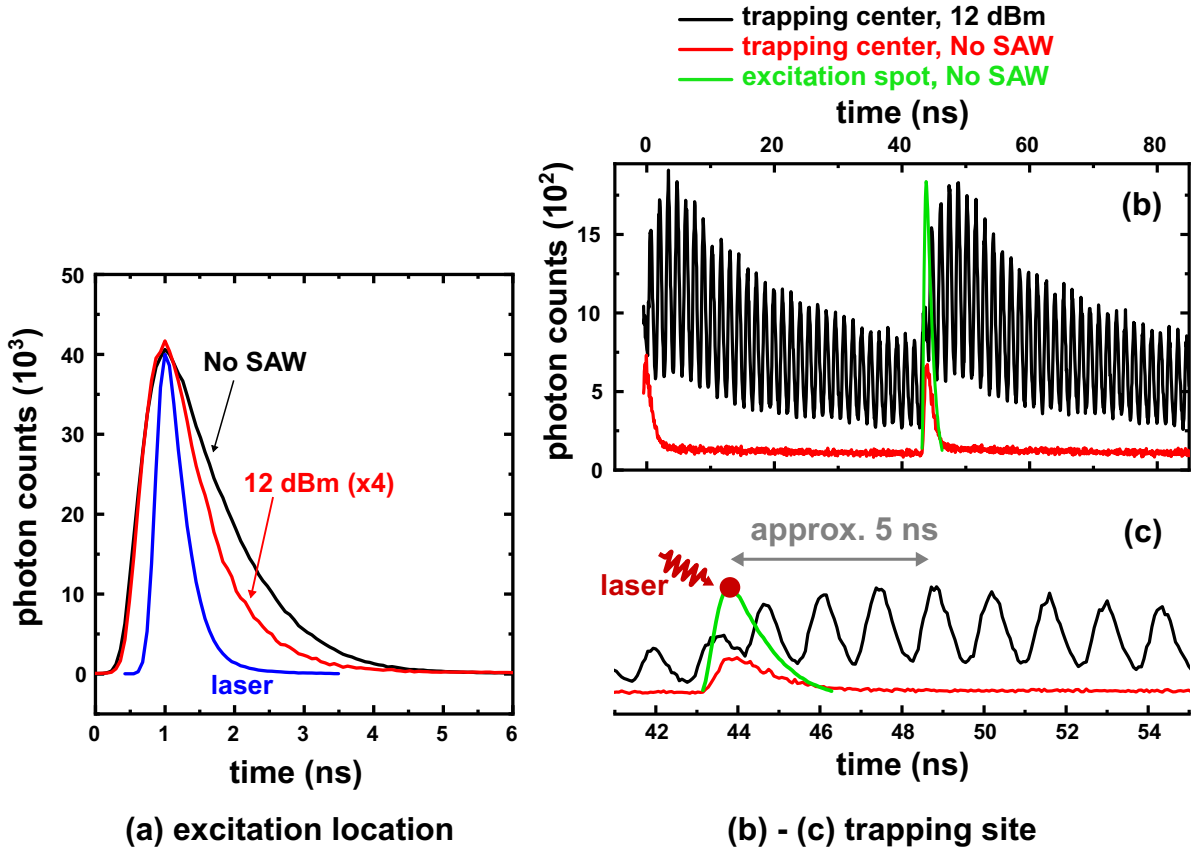 trapping center, 12 dBm
trapping center, No SAW
excitation spot, No SAW
time (ns)
0 20 40 60 80
(b)
photon counts (10²)
15
10
5
0
50
40
30
20
10
0
photon counts (10³)
No SAW
12 dBm (x4)
laser
0 1 2 3 4 5 6
time (ns)
(a) excitation location
approx. 5 ns
(c)
laser
42 44 46 48 50 52 54
time (ns)
(b) - (c) trapping site